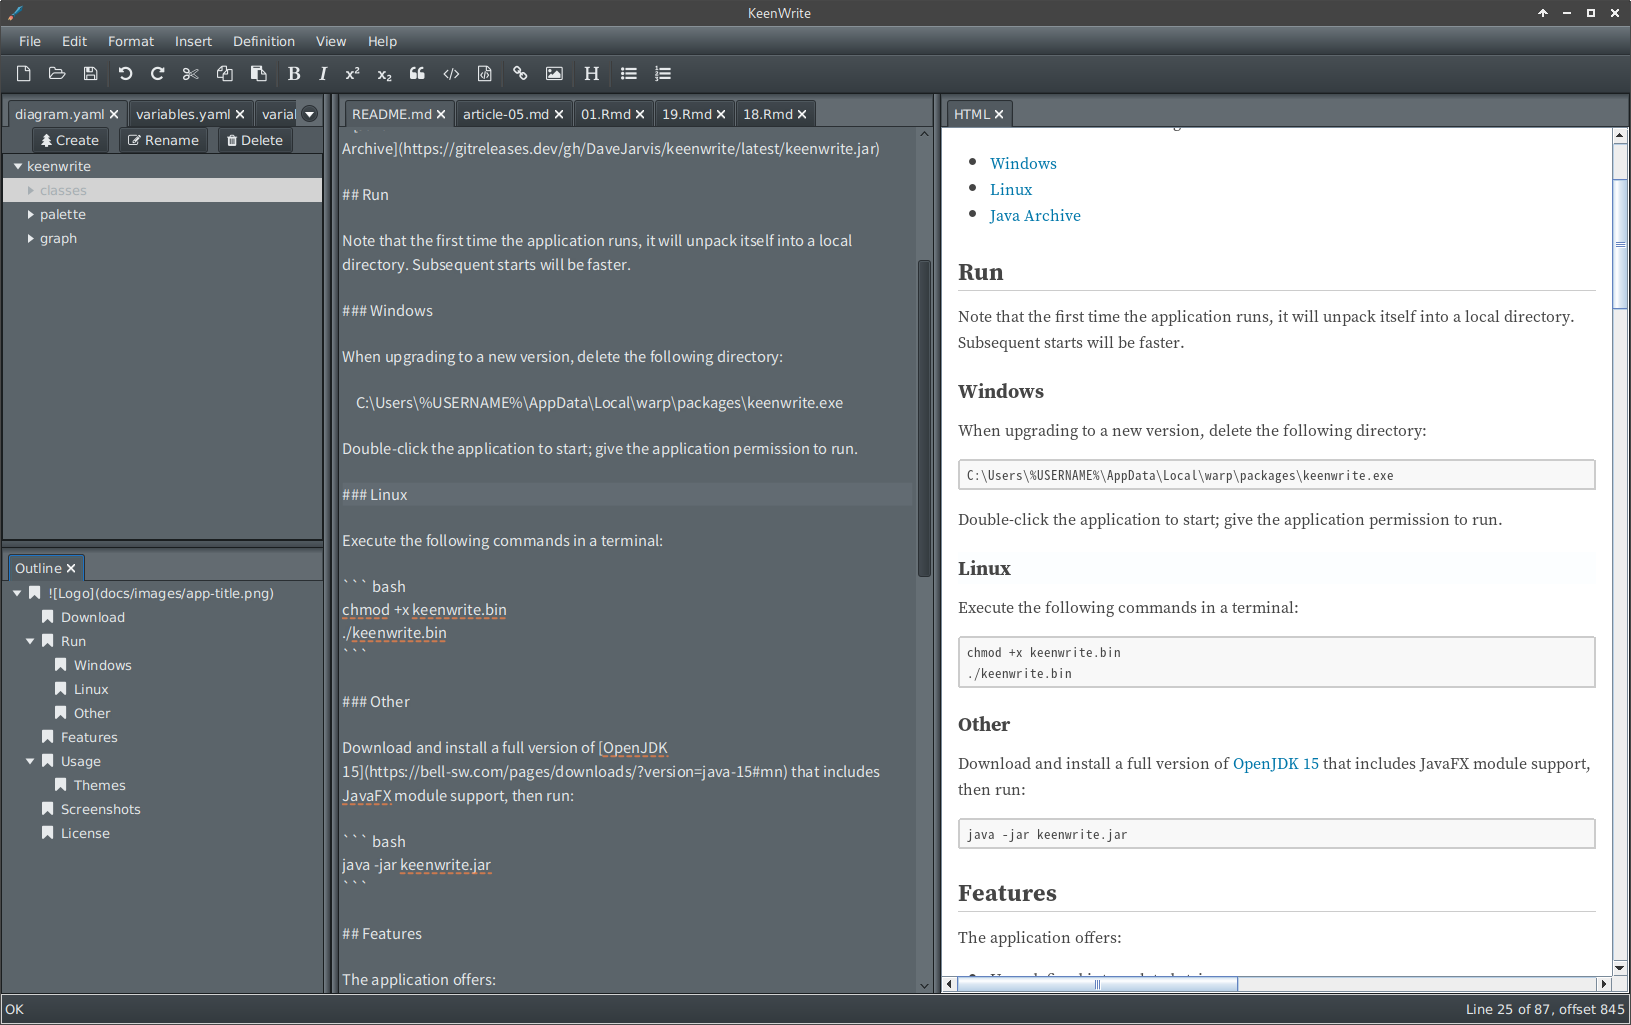 KeenWrite
File Edit Format Insert Definition View Help
B I x² x₂ H
diagram.yaml variables.yaml varial
Create Rename Delete
keenwrite
classes
palette
graph
Outline
![Logo](docs/images/app-title.png)
Download
Run
Windows
Linux
Other
Features
Usage
Themes
Screenshots
License
README.md article-05.md 01.Rmd 19.Rmd 18.Rmd
Archive](https://gitreleases.dev/gh/DaveJarvis/keenwrite/latest/keenwrite.jar)
## Run
Note that the first time the application runs, it will unpack itself into a local
directory. Subsequent starts will be faster.
### Windows
When upgrading to a new version, delete the following directory:
C:\Users\%USERNAME%\AppData\Local\warp\packages\keenwrite.exe
Double-click the application to start; give the application permission to run.
### Linux
Execute the following commands in a terminal:
``` bash
chmod +x keenwrite.bin
./keenwrite.bin
```
### Other
Download and install a full version of [OpenJDK
15](https://bell-sw.com/pages/downloads/?version=java-15#mn) that includes
JavaFX module support, then run:
``` bash
java -jar keenwrite.jar
```
## Features
The application offers:
HTML
Windows
Linux
Java Archive
Run
Note that the first time the application runs, it will unpack itself into a local directory.
Subsequent starts will be faster.
Windows
When upgrading to a new version, delete the following directory:
C:\Users\%USERNAME%\AppData\Local\warp\packages\keenwrite.exe
Double-click the application to start; give the application permission to run.
Linux
Execute the following commands in a terminal:
chmod +x keenwrite.bin
./keenwrite.bin
Other
Download and install a full version of OpenJDK 15 that includes JavaFX module support,
then run:
java -jar keenwrite.jar
Features
The application offers:
OK
Line 25 of 87, offset 845